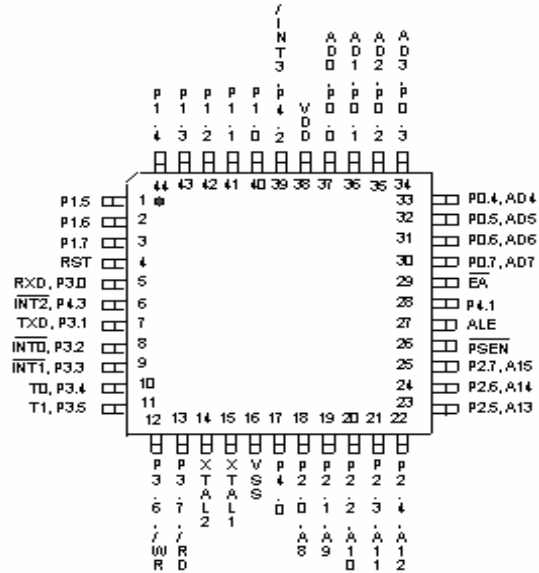 P1.4
P1.3
P1.2
P1.1
P1.0
/INT3,P4.2
VDD
AD0,P0.0
AD1,P0.1
AD2,P0.2
AD3,P0.3
44 43 42 41 40 39 38 37 36 35 34
P1.5 1
P1.6 2
P1.7 3
RST 4
RXD, P3.0 5
INT2, P4.3 6
TXD, P3.1 7
INT0, P3.2 8
INT1, P3.3 9
T0, P3.4 10
T1, P3.5 11
33 P0.4, AD4
32 P0.5, AD5
31 P0.6, AD6
30 P0.7, AD7
29 EA
28 P4.1
27 ALE
26 PSEN
25 P2.7, A15
24 P2.6, A14
23 P2.5, A13
12 13 14 15 16 17 18 19 20 21 22
P3.6,/WR
P3.7,/RD
XTAL2
XTAL1
VSS
P4.0
P2.0,A8
P2.1,A9
P2.2,A10
P2.3,A11
P2.4,A12